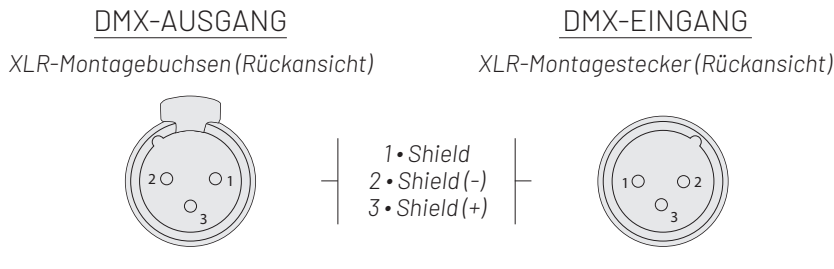 DMX-AUSGANG
XLR-Montagebuchsen (Rückansicht)
2 1
3
1 • Shield
2 • Shield (-)
3 • Shield (+)
DMX-EINGANG
XLR-Montagestecker (Rückansicht)
1 2
3